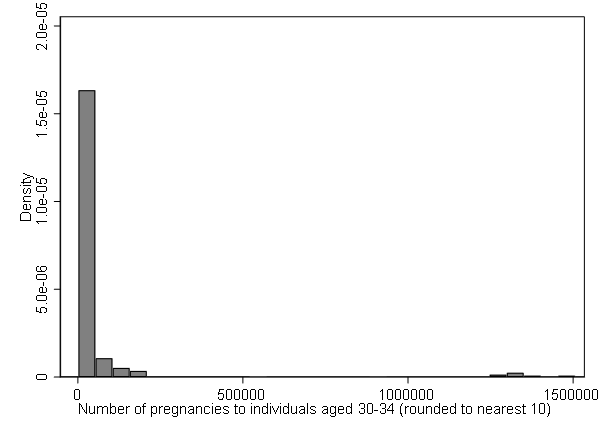 2.0e-05
1.5e-05
1.0e-05
5.0e-06
0
Density
0 500000 1000000 1500000
Number of pregnancies to individuals aged 30-34 (rounded to nearest 10)